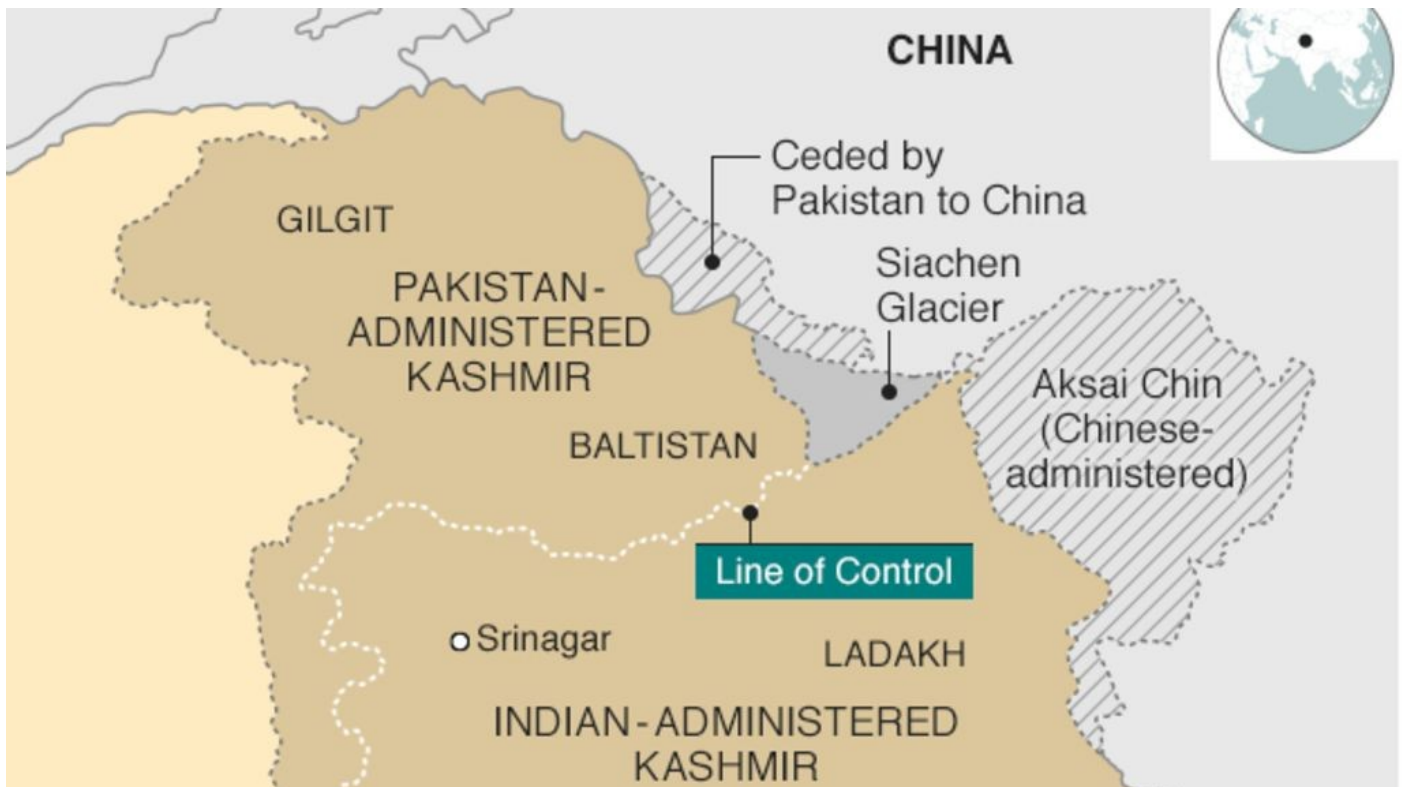 CHINA
Ceded by
Pakistan to China
GILGIT
Siachen
Glacier
PAKISTAN-
ADMINISTERED
KASHMIR
Aksai Chin
(Chinese-
administered)
BALTISTAN
Line of Control
Srinagar
LADAKH
INDIAN-ADMINISTERED
KASHMIR